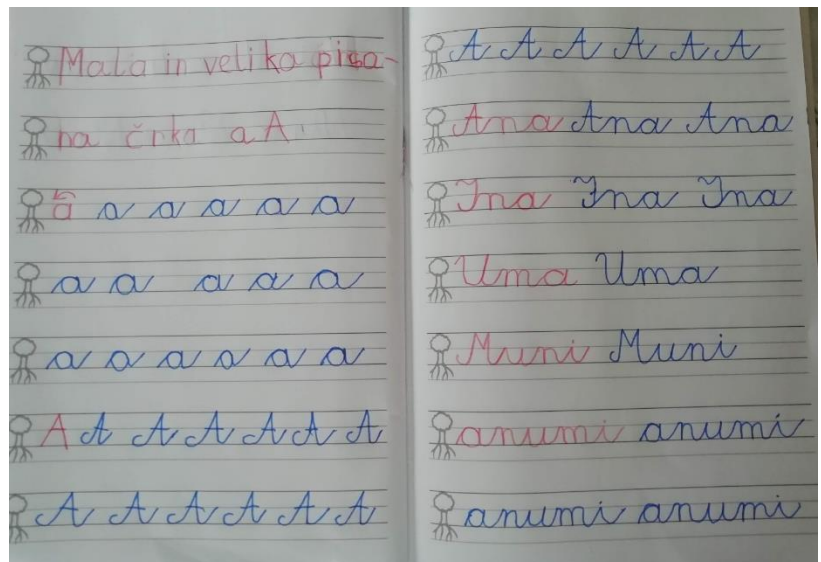 Mala in velika pisa-
na črka a A.
a a a a a a
a a a a a
a a a a a a
A A A A A A A
A A A A A A
A A A A A A
Ana Ana Ana
Ina Ina Ina
Uma Uma
Muni Muni
anumi anumi
anumi anumi